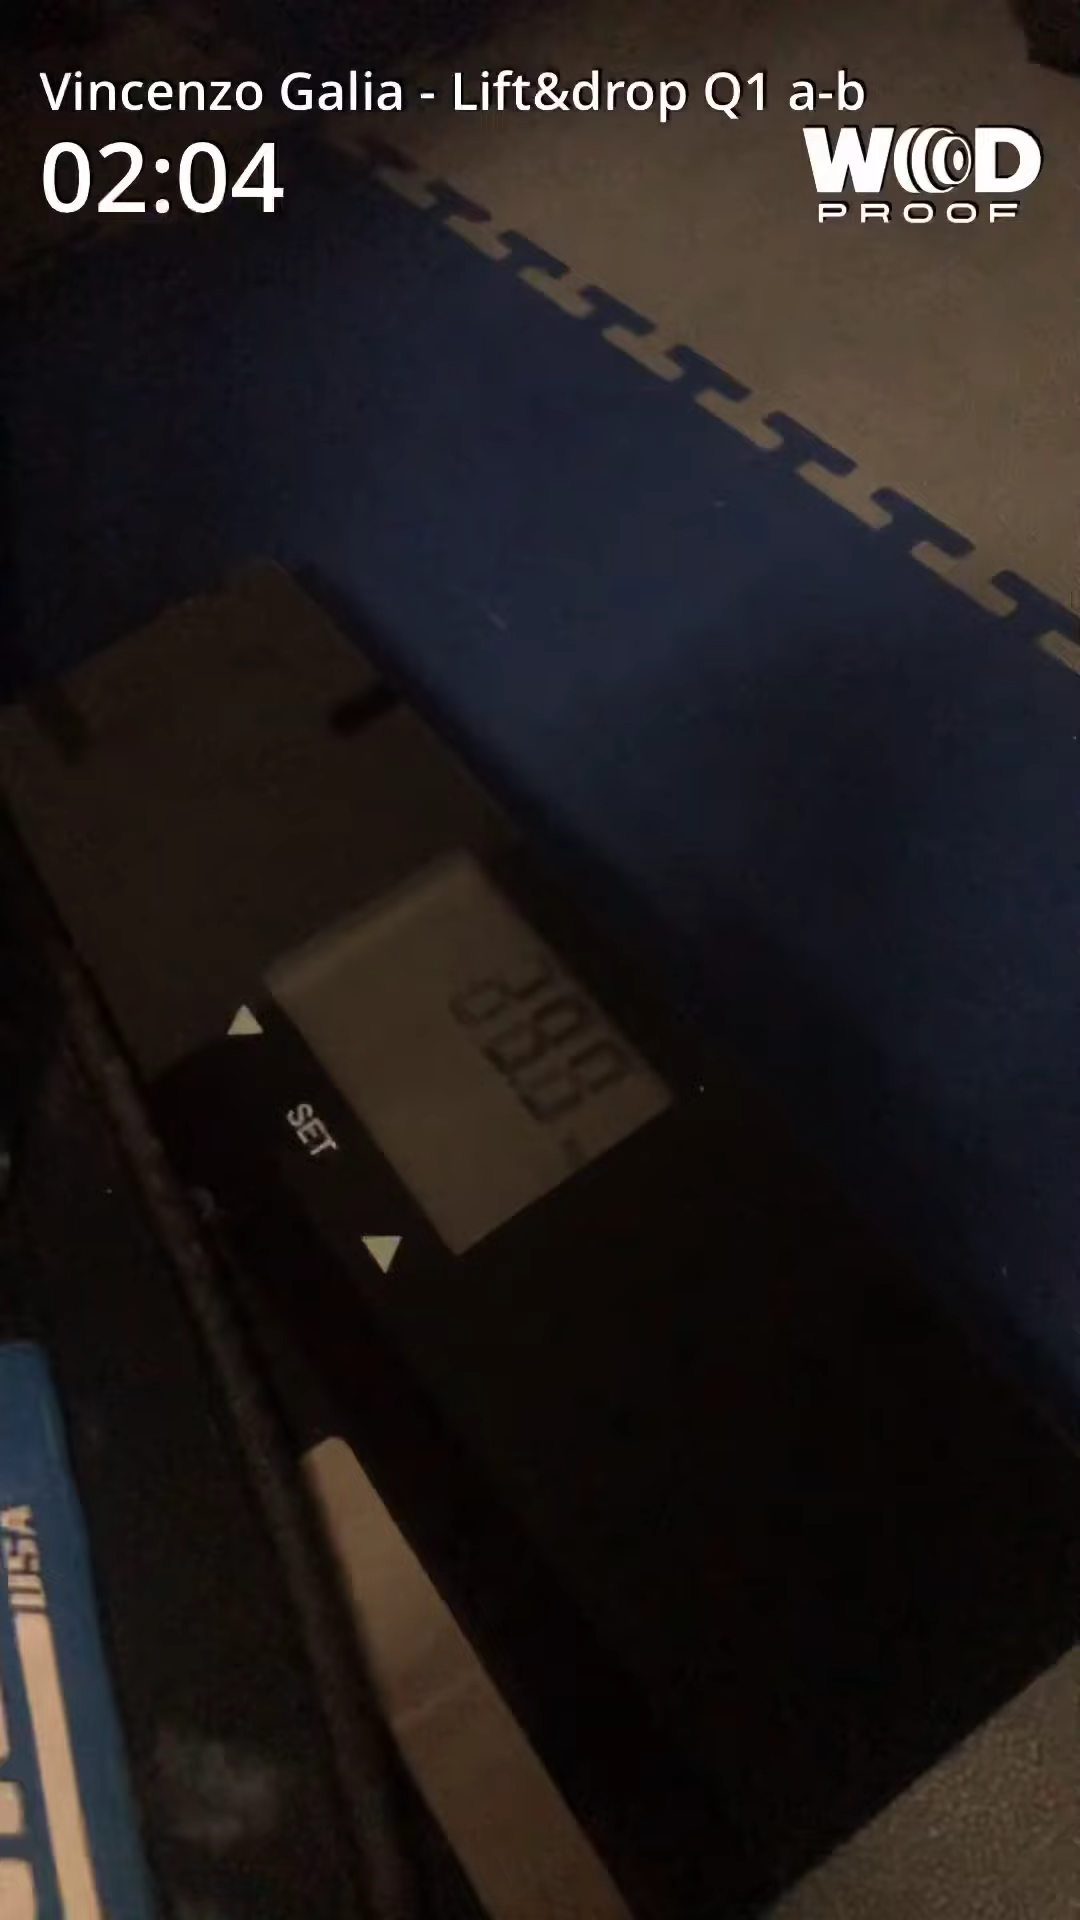 Vincenzo Galia - Lift&drop Q1 a-b
02:04
WOD
PROOF
SET
USA